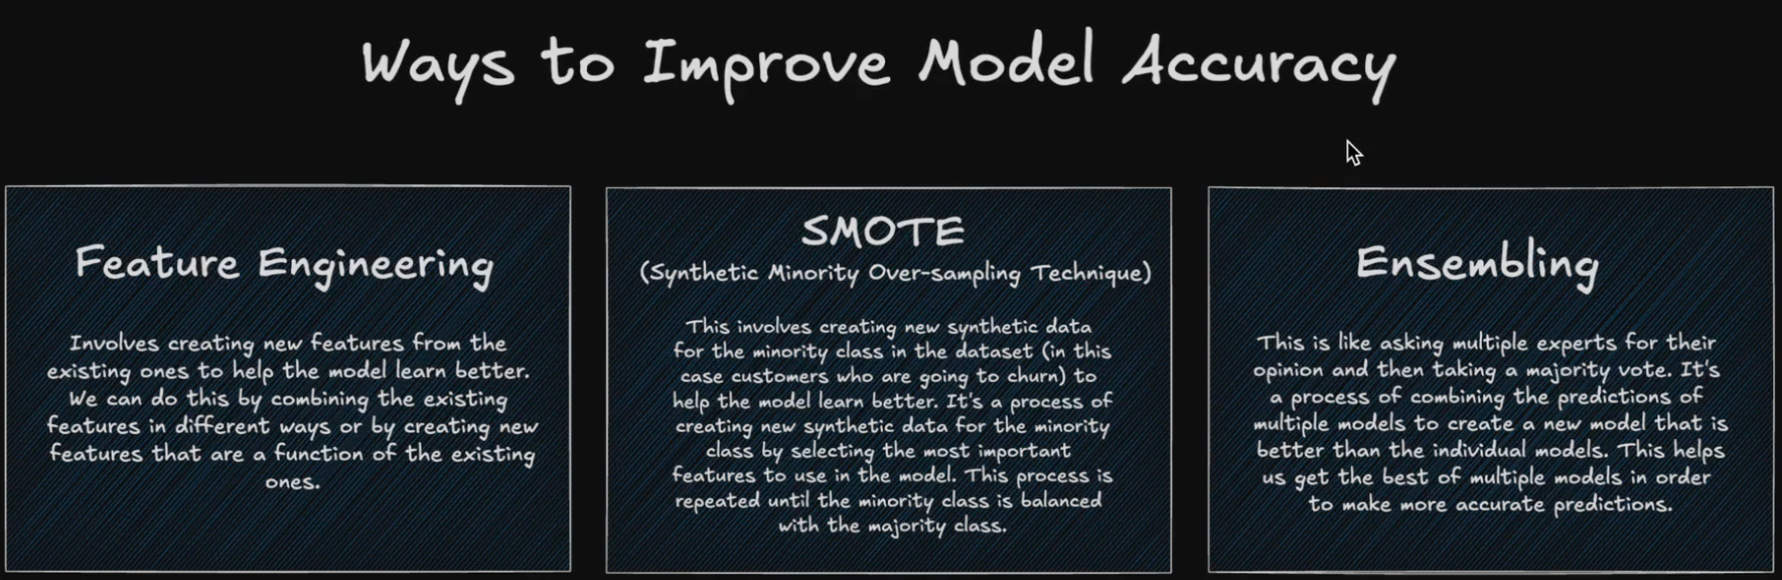 Ways to Improve Model Accuracy
Feature Engineering
Involves creating new features from the
existing ones to help the model learn better.
We can do this by combining the existing
features in different ways or by creating new
features that are a function of the existing
ones.
SMOTE
(Synthetic Minority Over-sampling Technique)
This involves creating new synthetic data
for the minority class in the dataset (in this
case customers who are going to churn) to
help the model learn better. It's a process of
creating new synthetic data for the minority
class by selecting the most important
features to use in the model. This process is
repeated until the minority class is balanced
with the majority class.
Ensembling
This is like asking multiple experts for their
opinion and then taking a majority vote. It's
a process of combining the predictions of
multiple models to create a new model that is
better than the individual models. This helps
us get the best of multiple models in order
to make more accurate predictions.